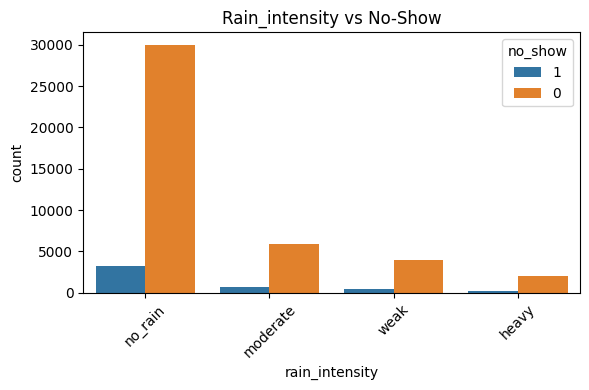 Rain_intensity vs No-Show
no_show
1
0
count
30000
25000
20000
15000
10000
5000
0
no_rain
moderate
weak
heavy
rain_intensity